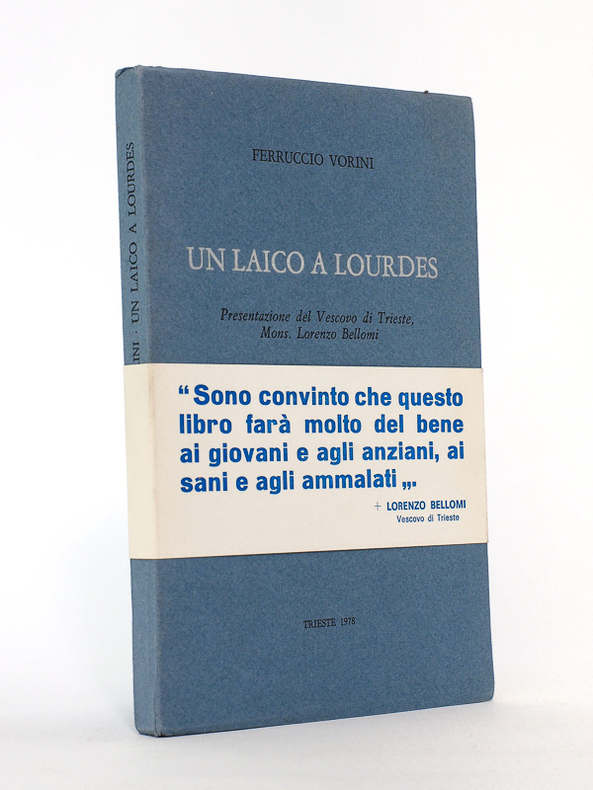 FERRUCCIO VORINI
UN LAICO A LOURDES
Presentazione del Vescovo di Trieste,
Mons. Lorenzo Bellomi
“Sono convinto che questo
libro farà molto del bene
ai giovani e agli anziani, ai
sani e agli ammalati „.
+ LORENZO BELLOMI
Vescovo di Trieste
TRIESTE 1978
INI · UN LAICO A LOURDES